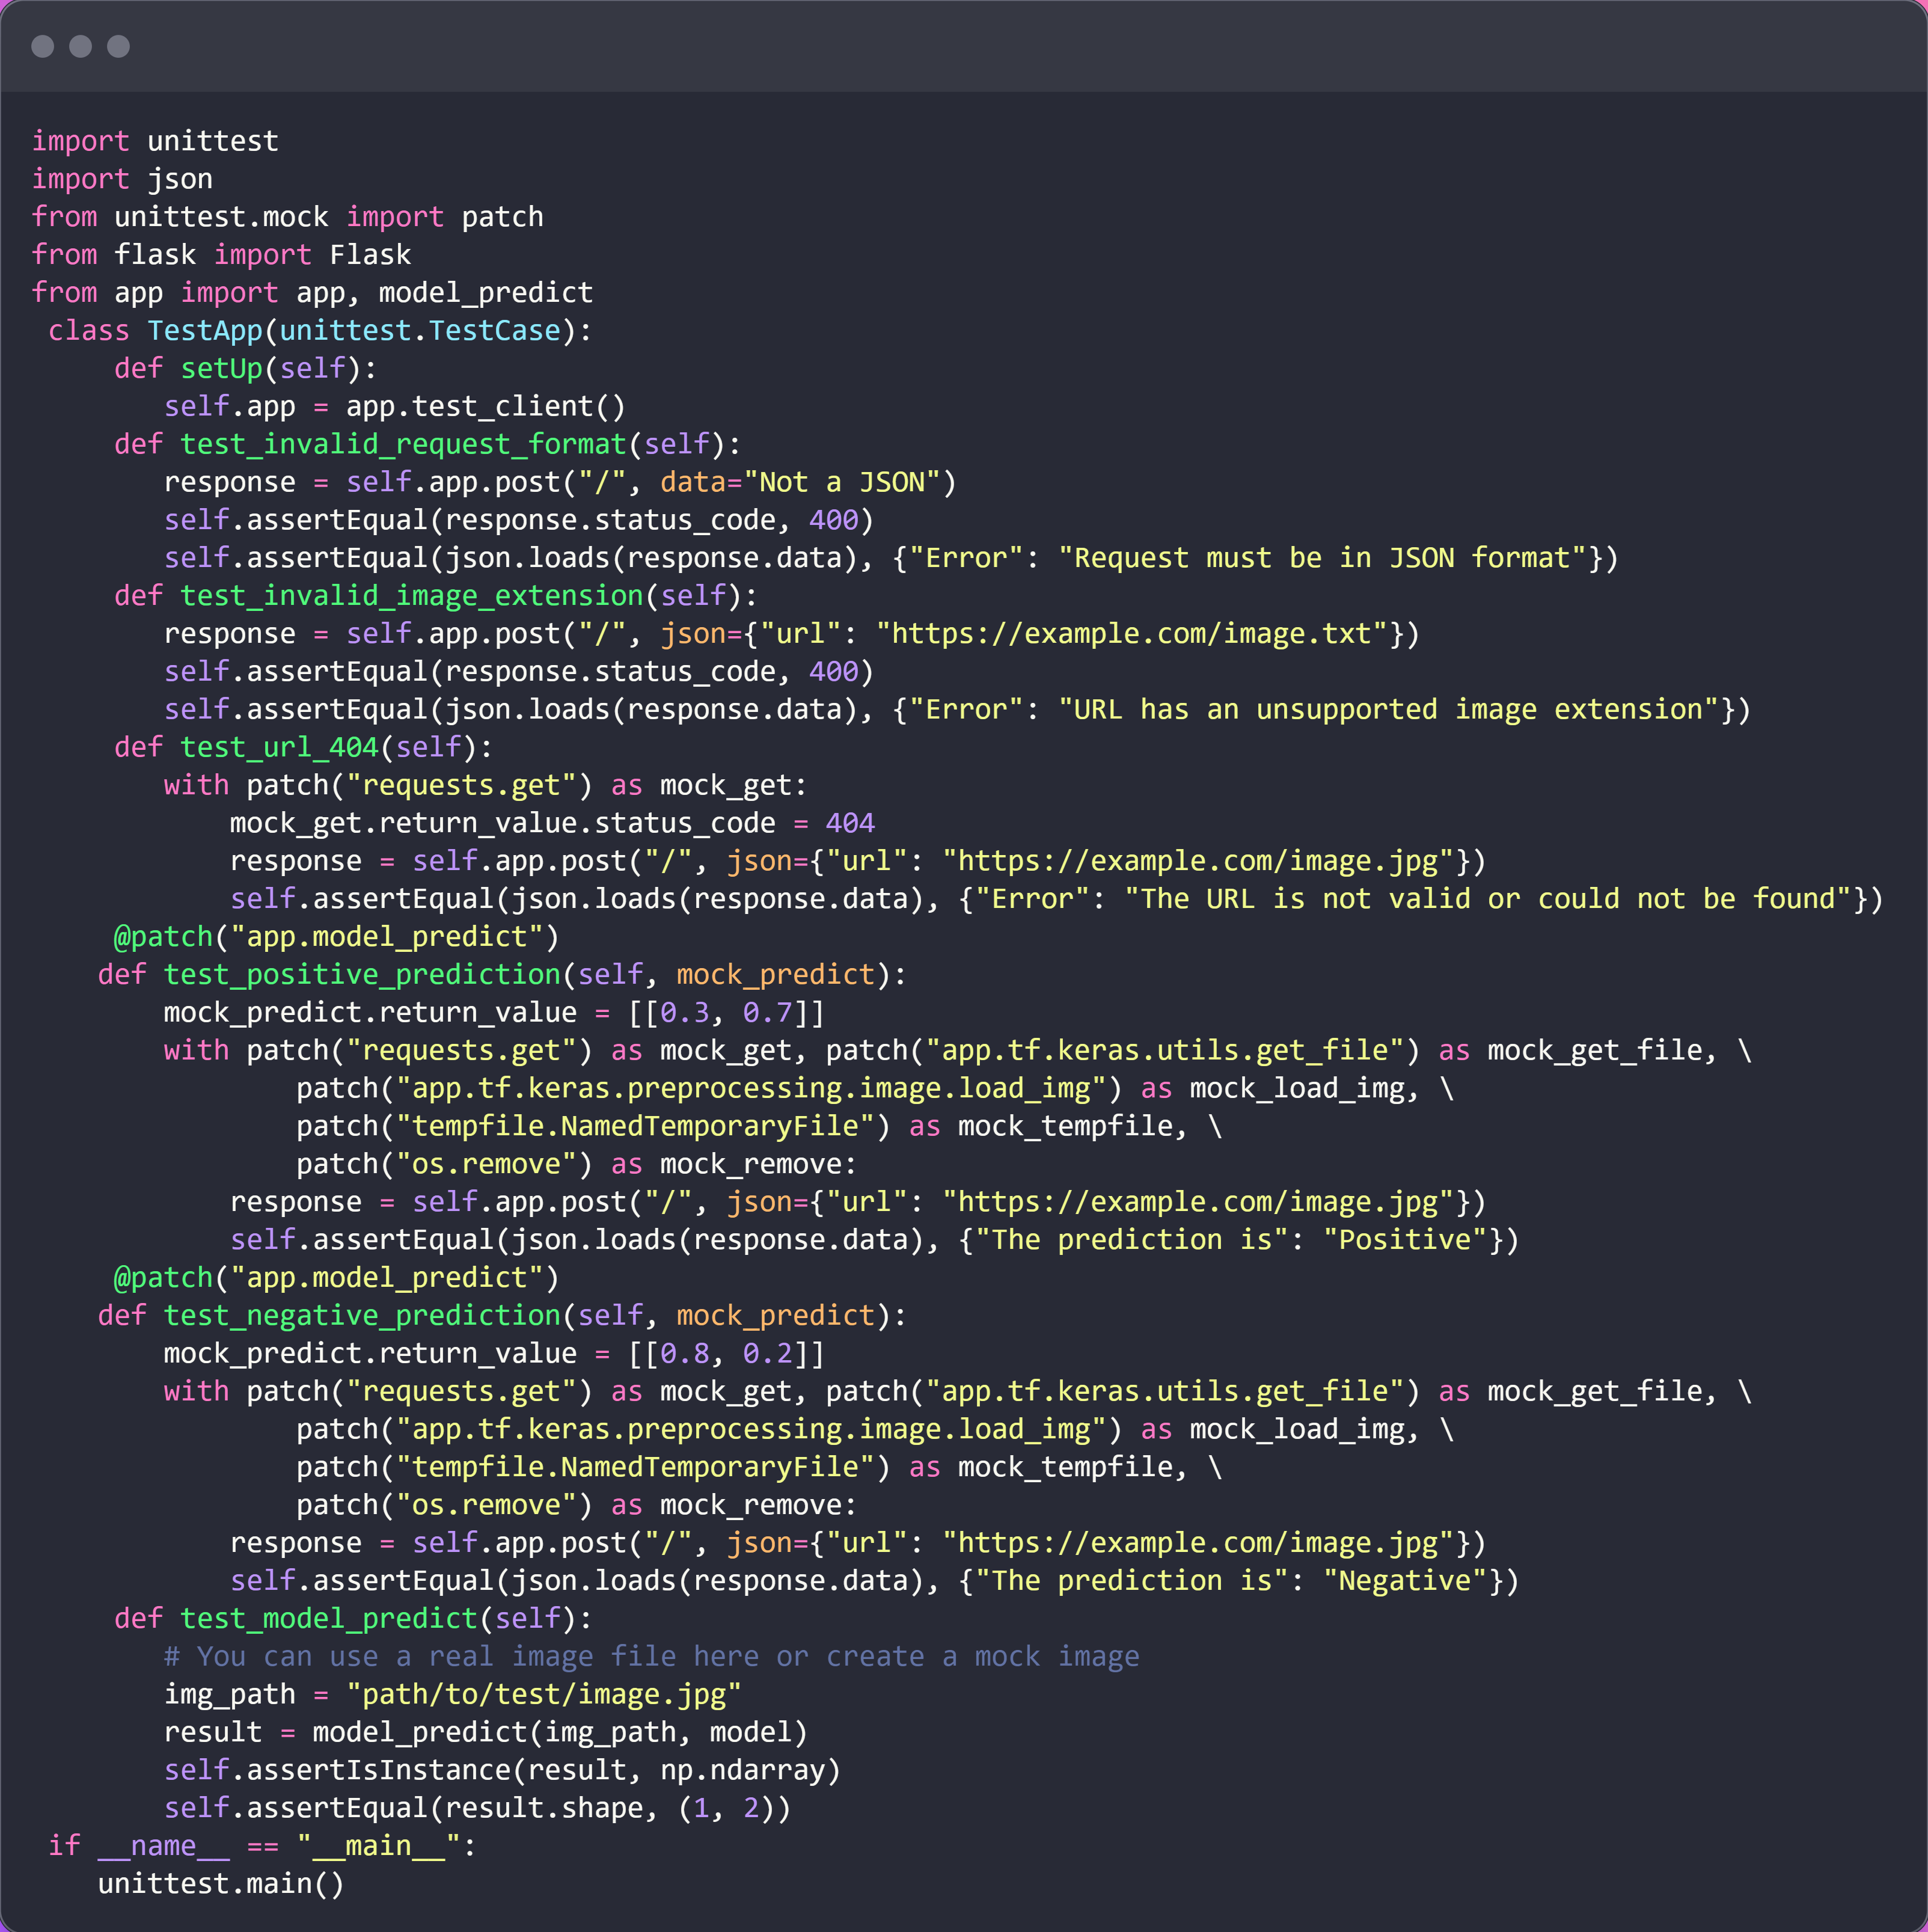 import unittest
import json
from unittest.mock import patch
from flask import Flask
from app import app, model_predict
 class TestApp(unittest.TestCase):
     def setUp(self):
        self.app = app.test_client()
     def test_invalid_request_format(self):
        response = self.app.post("/", data="Not a JSON")
        self.assertEqual(response.status_code, 400)
        self.assertEqual(json.loads(response.data), {"Error": "Request must be in JSON format"})
     def test_invalid_image_extension(self):
        response = self.app.post("/", json={"url": "https://example.com/image.txt"})
        self.assertEqual(response.status_code, 400)
        self.assertEqual(json.loads(response.data), {"Error": "URL has an unsupported image extension"})
     def test_url_404(self):
        with patch("requests.get") as mock_get:
            mock_get.return_value.status_code = 404
            response = self.app.post("/", json={"url": "https://example.com/image.jpg"})
            self.assertEqual(json.loads(response.data), {"Error": "The URL is not valid or could not be found"})
     @patch("app.model_predict")
    def test_positive_prediction(self, mock_predict):
        mock_predict.return_value = [[0.3, 0.7]]
        with patch("requests.get") as mock_get, patch("app.tf.keras.utils.get_file") as mock_get_file, \
                patch("app.tf.keras.preprocessing.image.load_img") as mock_load_img, \
                patch("tempfile.NamedTemporaryFile") as mock_tempfile, \
                patch("os.remove") as mock_remove:
            response = self.app.post("/", json={"url": "https://example.com/image.jpg"})
            self.assertEqual(json.loads(response.data), {"The prediction is": "Positive"})
     @patch("app.model_predict")
    def test_negative_prediction(self, mock_predict):
        mock_predict.return_value = [[0.8, 0.2]]
        with patch("requests.get") as mock_get, patch("app.tf.keras.utils.get_file") as mock_get_file, \
                patch("app.tf.keras.preprocessing.image.load_img") as mock_load_img, \
                patch("tempfile.NamedTemporaryFile") as mock_tempfile, \
                patch("os.remove") as mock_remove:
            response = self.app.post("/", json={"url": "https://example.com/image.jpg"})
            self.assertEqual(json.loads(response.data), {"The prediction is": "Negative"})
     def test_model_predict(self):
        # You can use a real image file here or create a mock image
        img_path = "path/to/test/image.jpg"
        result = model_predict(img_path, model)
        self.assertIsInstance(result, np.ndarray)
        self.assertEqual(result.shape, (1, 2))
 if __name__ == "__main__":
    unittest.main()